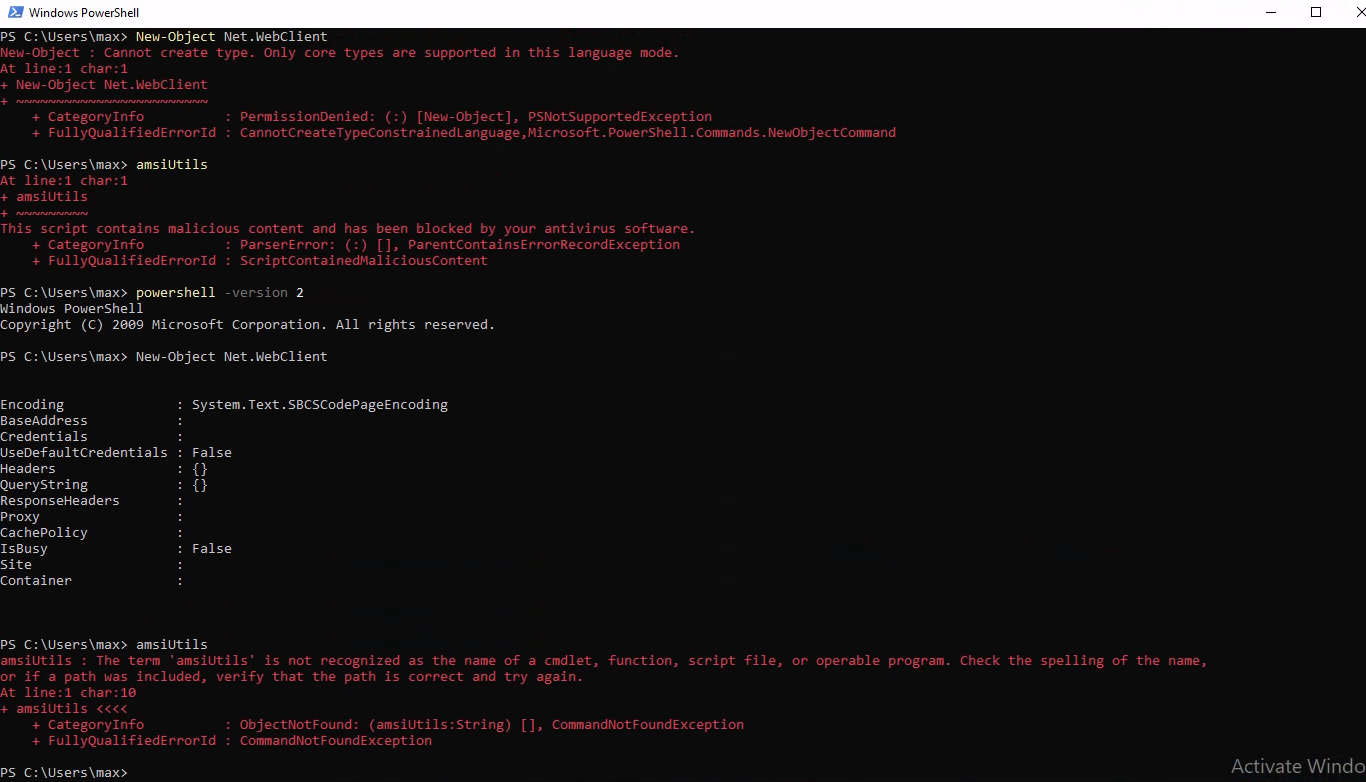 Windows PowerShell
PS C:\Users\max> New-Object Net.WebClient
New-Object : Cannot create type. Only core types are supported in this language mode.
At line:1 char:1
+ New-Object Net.WebClient
+ ~~~~~~~~~~~~~~~~~~~~~~~~
    + CategoryInfo          : PermissionDenied: (:) [New-Object], PSNotSupportedException
    + FullyQualifiedErrorId : CannotCreateTypeConstrainedLanguage,Microsoft.PowerShell.Commands.NewObjectCommand
PS C:\Users\max> amsiUtils
At line:1 char:1
+ amsiUtils
+ ~~~~~~~~~
This script contains malicious content and has been blocked by your antivirus software.
    + CategoryInfo          : ParserError: (:) [], ParentContainsErrorRecordException
    + FullyQualifiedErrorId : ScriptContainedMaliciousContent
PS C:\Users\max> powershell -version 2
Windows PowerShell
Copyright (C) 2009 Microsoft Corporation. All rights reserved.
PS C:\Users\max> New-Object Net.WebClient
Encoding              : System.Text.SBCSCodePageEncoding
BaseAddress           :
Credentials           :
UseDefaultCredentials : False
Headers               : {}
QueryString           : {}
ResponseHeaders       :
Proxy                 :
CachePolicy           :
IsBusy                : False
Site                  :
Container             :
PS C:\Users\max> amsiUtils
amsiUtils : The term 'amsiUtils' is not recognized as the name of a cmdlet, function, script file, or operable program. Check the spelling of the name,
or if a path was included, verify that the path is correct and try again.
At line:1 char:10
+ amsiUtils <<<<
    + CategoryInfo          : ObjectNotFound: (amsiUtils:String) [], CommandNotFoundException
    + FullyQualifiedErrorId : CommandNotFoundException
Activate Windo
PS C:\Users\max>